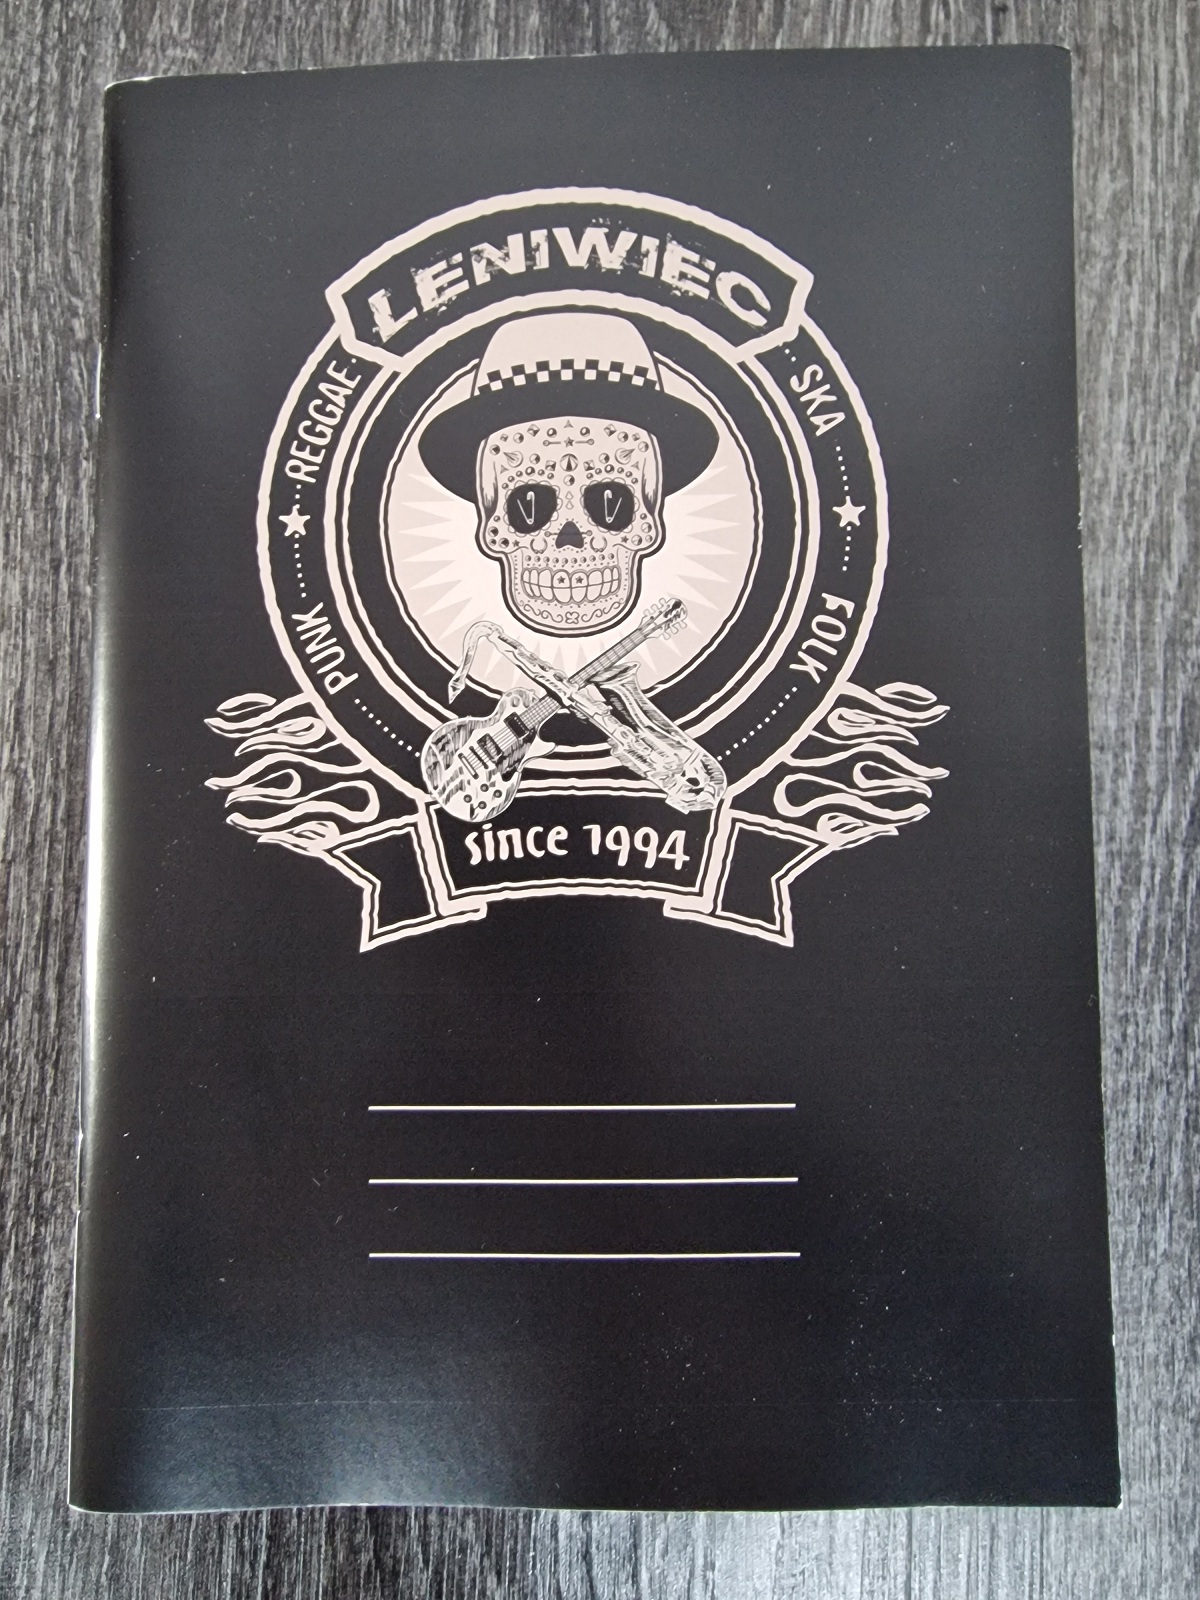 LENIWIEC
REGGAE
SKA
PUNK
FOLK
since 1994